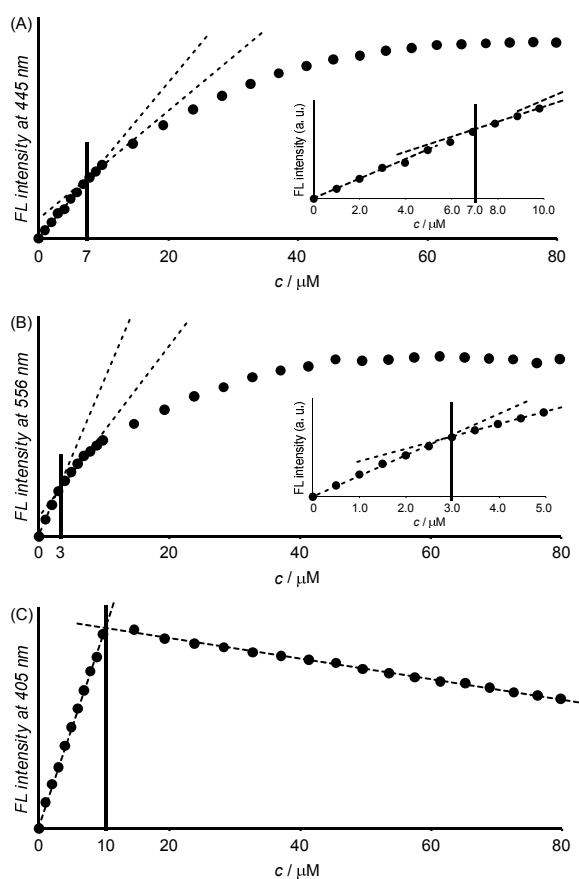 (A)
FL intensity at 445 nm
FL intensity (a. u.)
0 2.0 4.0 6.0 7.0 8.0 10.0
c / μM
0 7 20 40 60 80
c / μM
(B)
FL intensity at 556 nm
FL intensity (a. u.)
0 1.0 2.0 3.0 4.0 5.0
c / μM
0 3 20 40 60 80
c / μM
(C)
FL intensity at 405 nm
0 10 20 40 60 80
c / μM